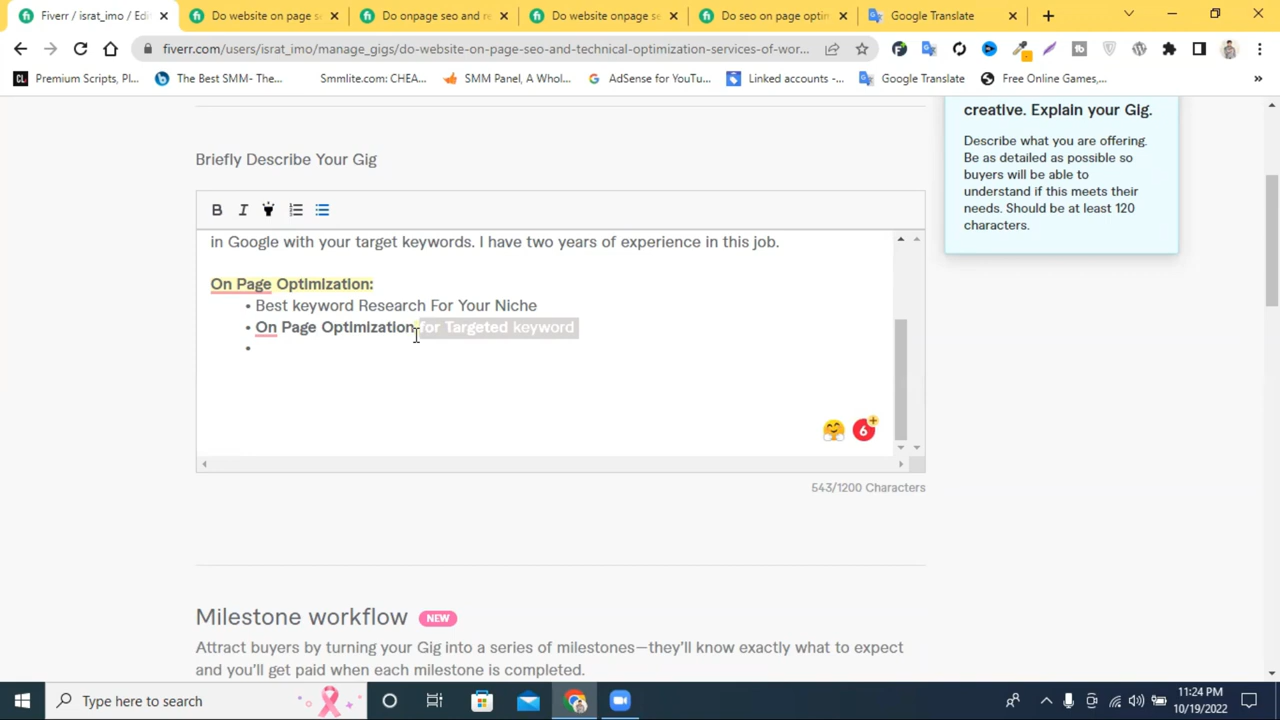 Fiverr / israt_imo / Edi
Do website on page s
Do onpage seo and re
Do website onpage se
Do seo on page optim
Google Translate
fiverr.com/users/israt_imo/manage_gigs/do-website-on-page-seo-and-technical-optimization-services-of-wor...
CL Premium Scripts, Pl...
The Best SMM- The...
Smmlite.com: CHEA...
SMM Panel, A Whol...
AdSense for YouTu...
Linked accounts -...
Google Translate
Free Online Games,...
»
creative. Explain your Gig.
Describe what you are offering.
Be as detailed as possible so
buyers will be able to
understand if this meets their
needs. Should be at least 120
characters.
Briefly Describe Your Gig
B I
in Google with your target keywords. I have two years of experience in this job.
On Page Optimization:
• Best keyword Research For Your Niche
• On Page Optimization for Targeted keyword
•
6
543/1200 Characters
Milestone workflow NEW
Attract buyers by turning your Gig into a series of milestones—they'll know exactly what to expect
and you'll get paid when each milestone is completed.
Type here to search
11:24 PM
10/19/2022